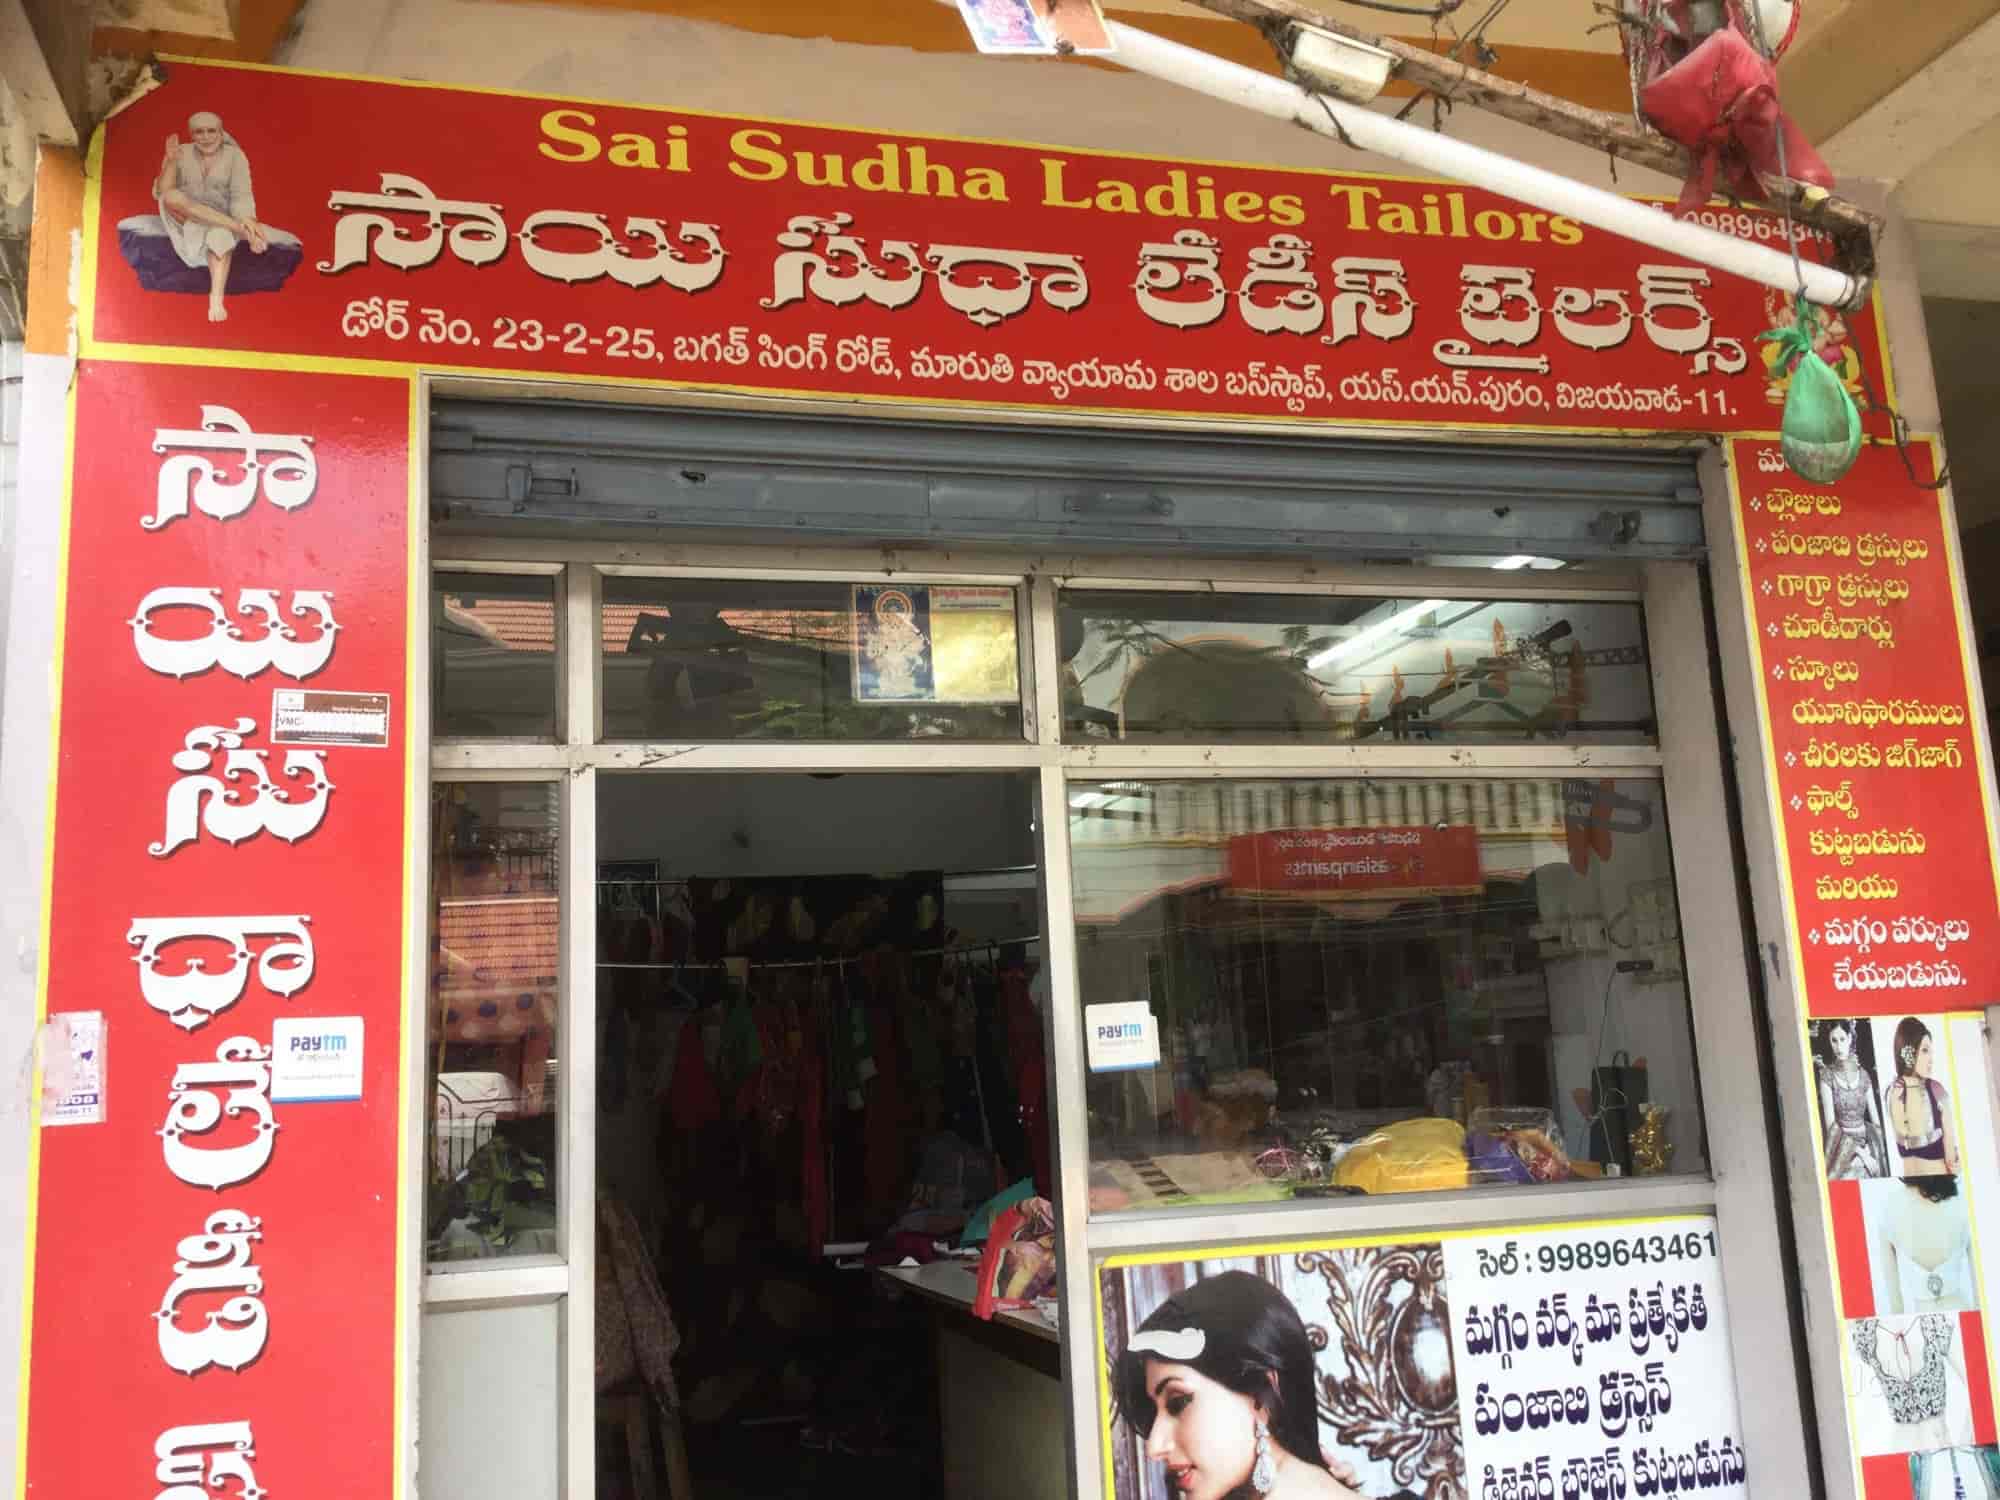 Sai Sudha Ladies Tailors
సాయి సుధా లేడీస్ టైలర్స్
డోర్ నెం. 23-2-25, బగత్ సింగ్ రోడ్, మారుతి వ్యాయామ శాల బస్‌స్టాప్, యస్.యన్.పురం, విజయవాడ-11.
సా
యి
సు
ధా
లే
డీ
VMC
paytm
బ్లౌజులు
పంజాబి డ్రస్సులు
గాగ్రా డ్రస్సులు
చూడీదార్లు
స్కూలు
యూనిఫారములు
చీరలకు జిగ్‌జాగ్
ఫాల్స్
కుట్టబడును
మరియు
మగ్గం వర్కులు
చేయబడును.
paytm
సెల్ : 9989643461
మగ్గం వర్క్ మా ప్రత్యేకత
పంజాబి డ్రస్సెస్
డిజైనర్ బౌజెస్ కుట్టబడును